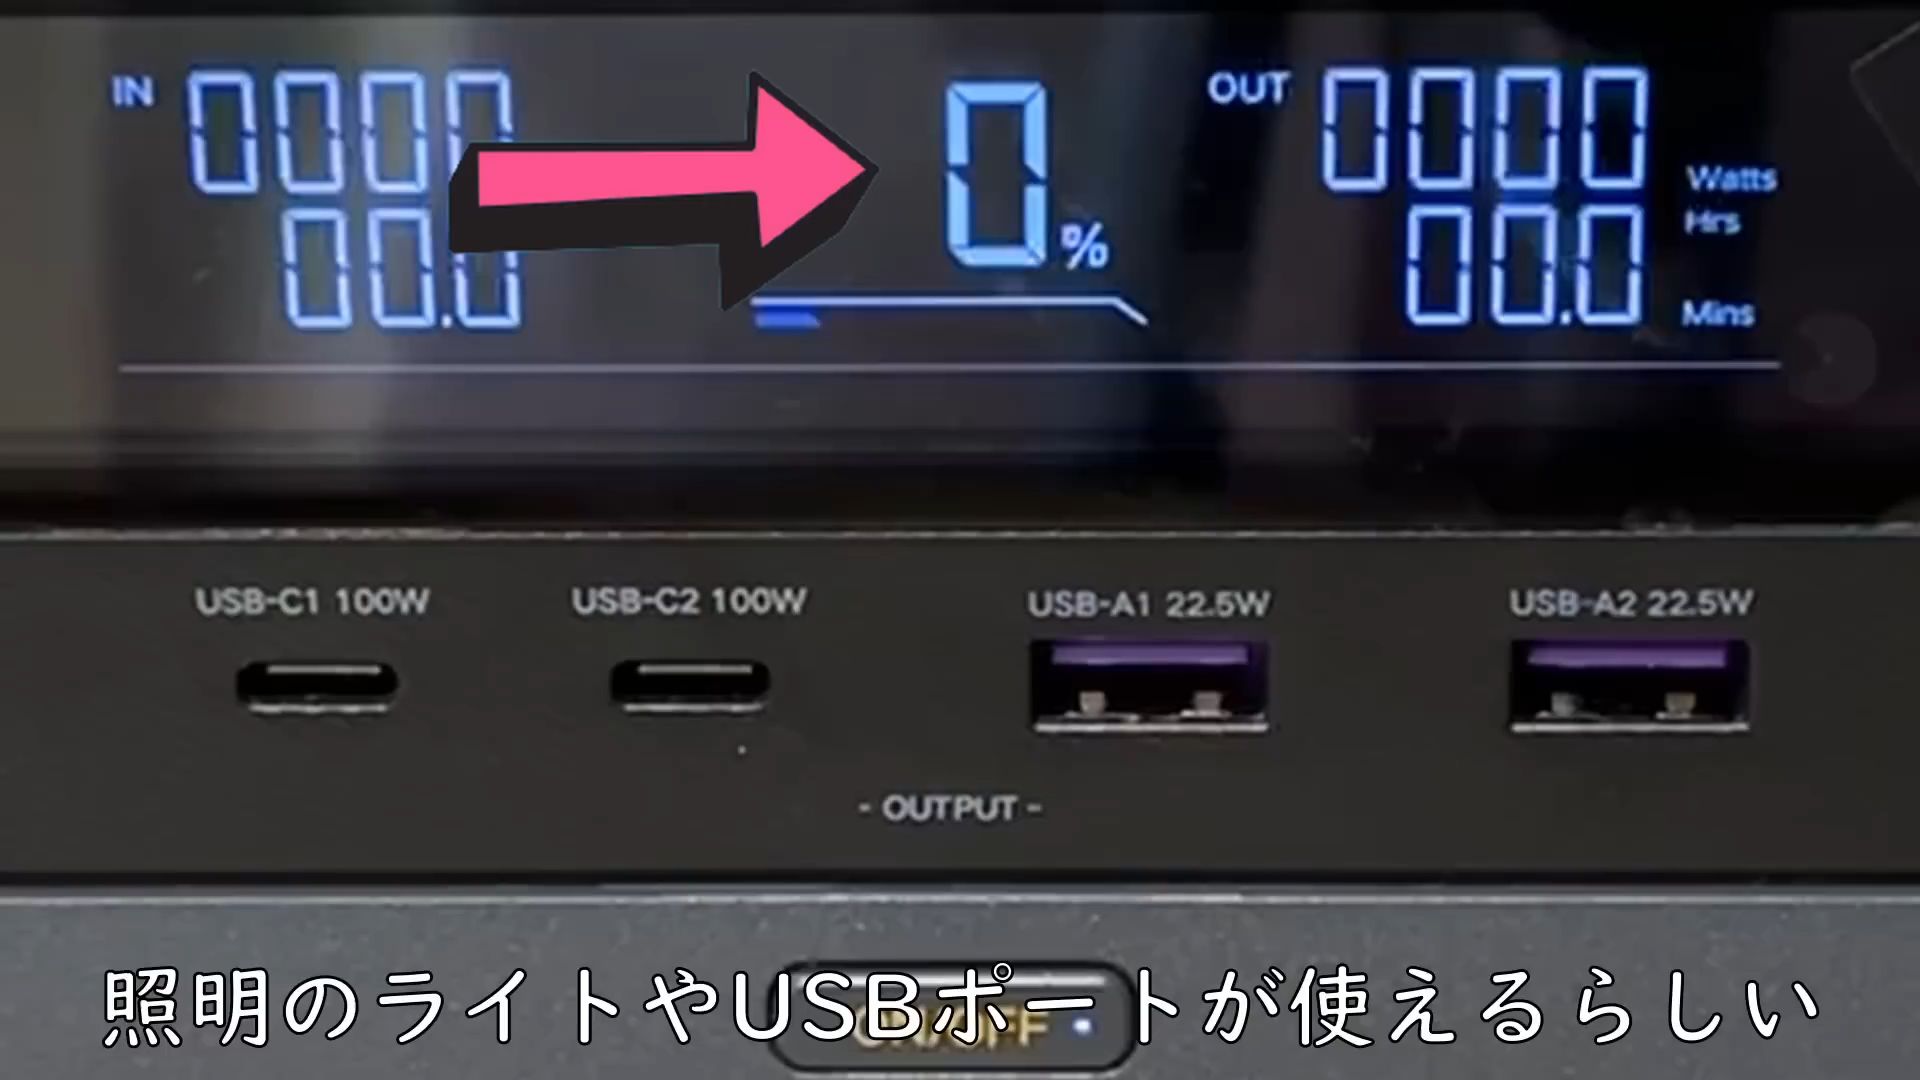 IN 0000 0% OUT 0000 Watts
Hrs
00.0 00.0 Mins
USB-C1 100W USB-C2 100W USB-A1 22.5W USB-A2 22.5W
- OUTPUT -
ON/OFF
照明のライトやUSBポートが使えるらしい